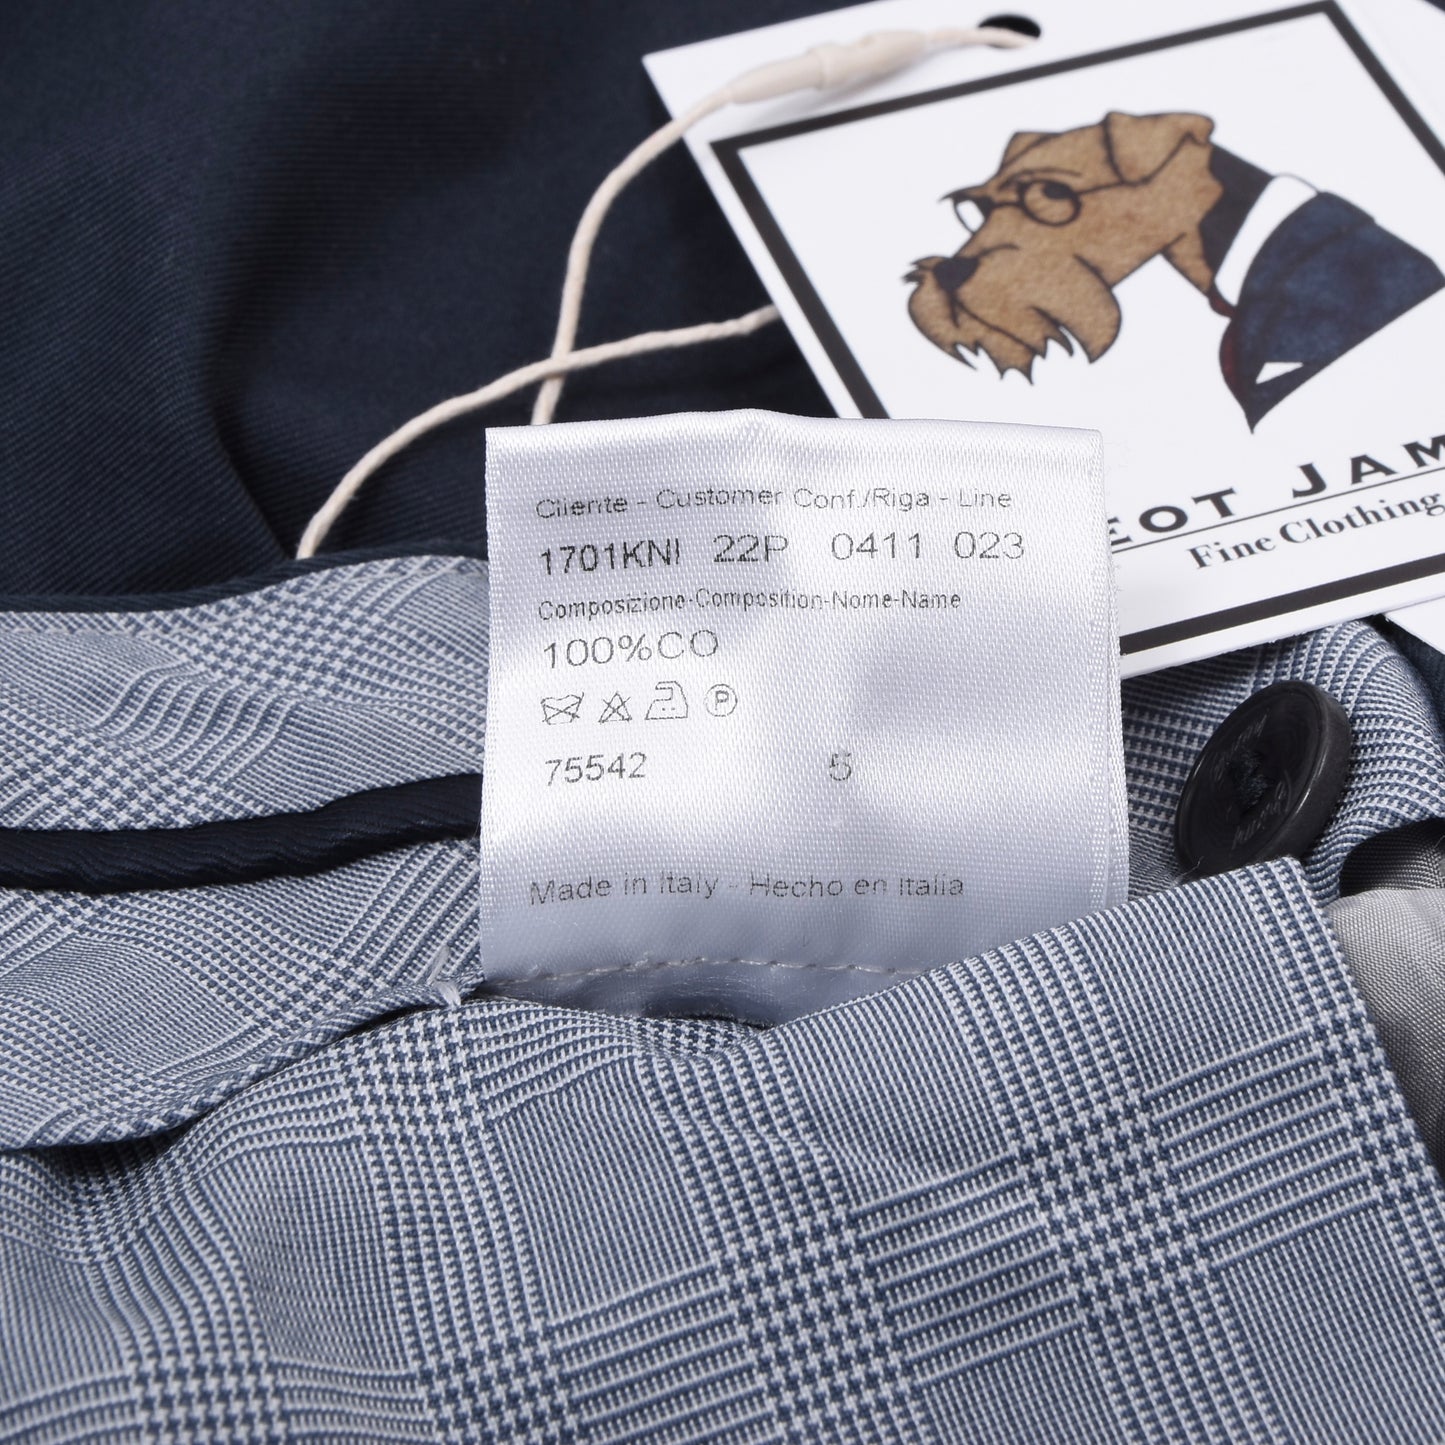 EOT JAM
Fine Clothing
Cliente - Customer Conf./Riga - Line
1701KNI 22P 0411 023
Composizione-Composition-Nome-Name
100%CO
P
75542 5
Made in Italy - Hecho en Italia